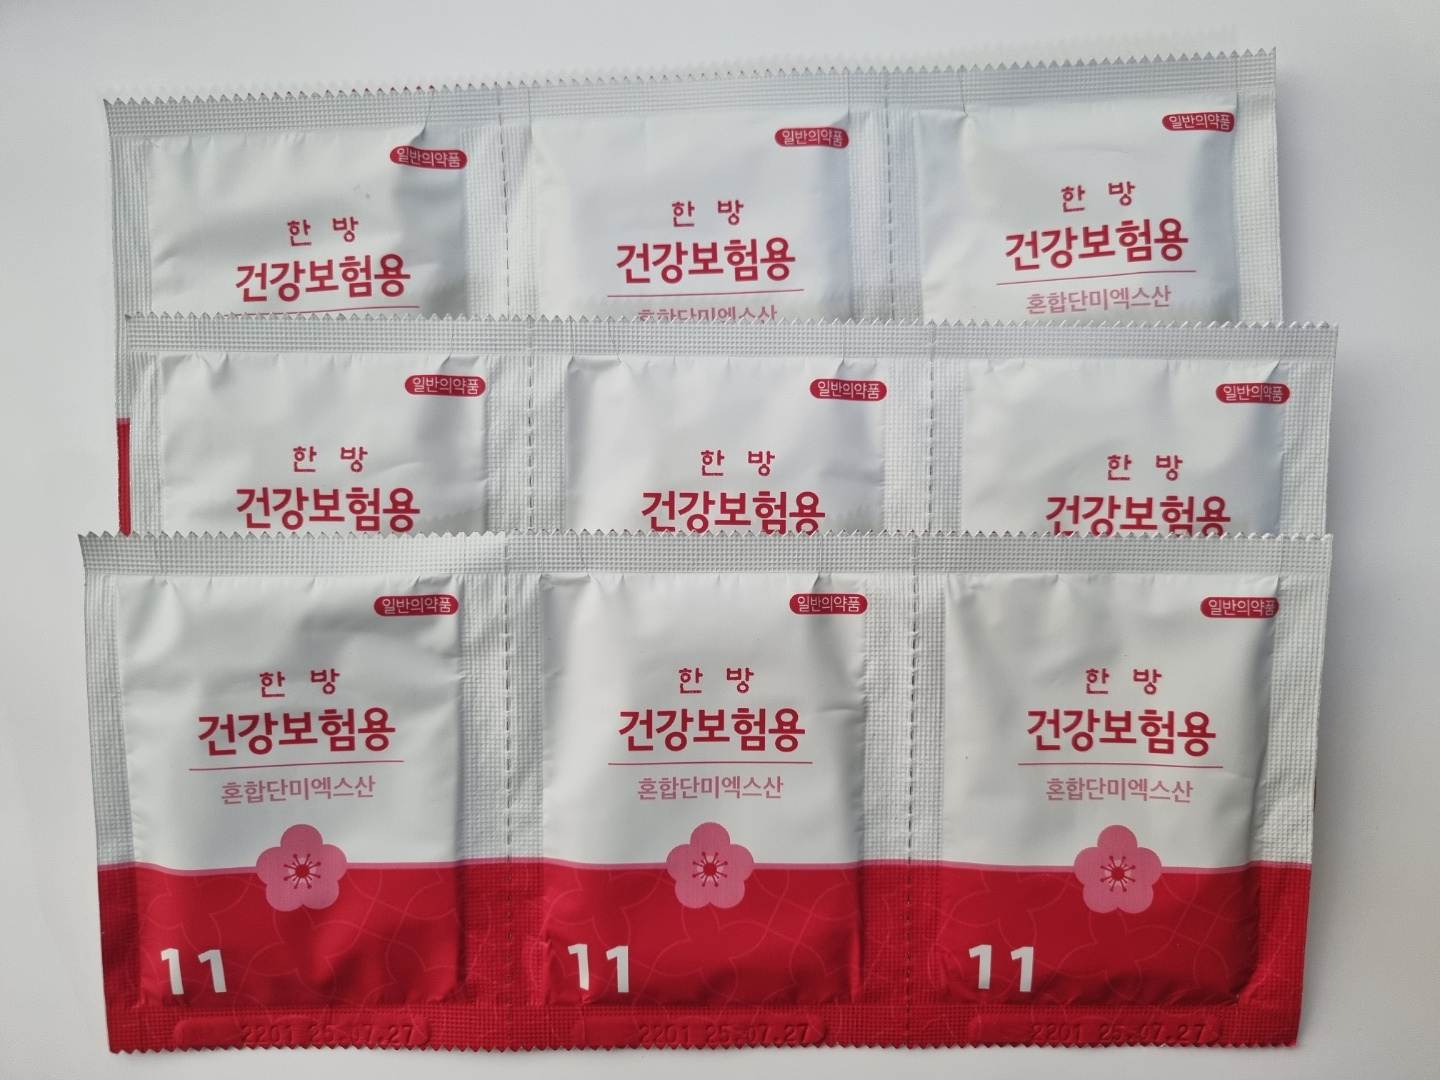 일반의약품 일반의약품 일반의약품
한 방 한 방 한 방
건강보험용 건강보험용 건강보험용
혼합단미엑스산 혼합단미엑스산
일반의약품 일반의약품 일반의약품
한 방 한 방 한 방
건강보험용 건강보험용 건강보험용
일반의약품 일반의약품 일반의약품
한 방 한 방 한 방
건강보험용 건강보험용 건강보험용
혼합단미엑스산 혼합단미엑스산 혼합단미엑스산
11 11 11
2201 25.07.27 2201 25.07.27 2201 25.07.27